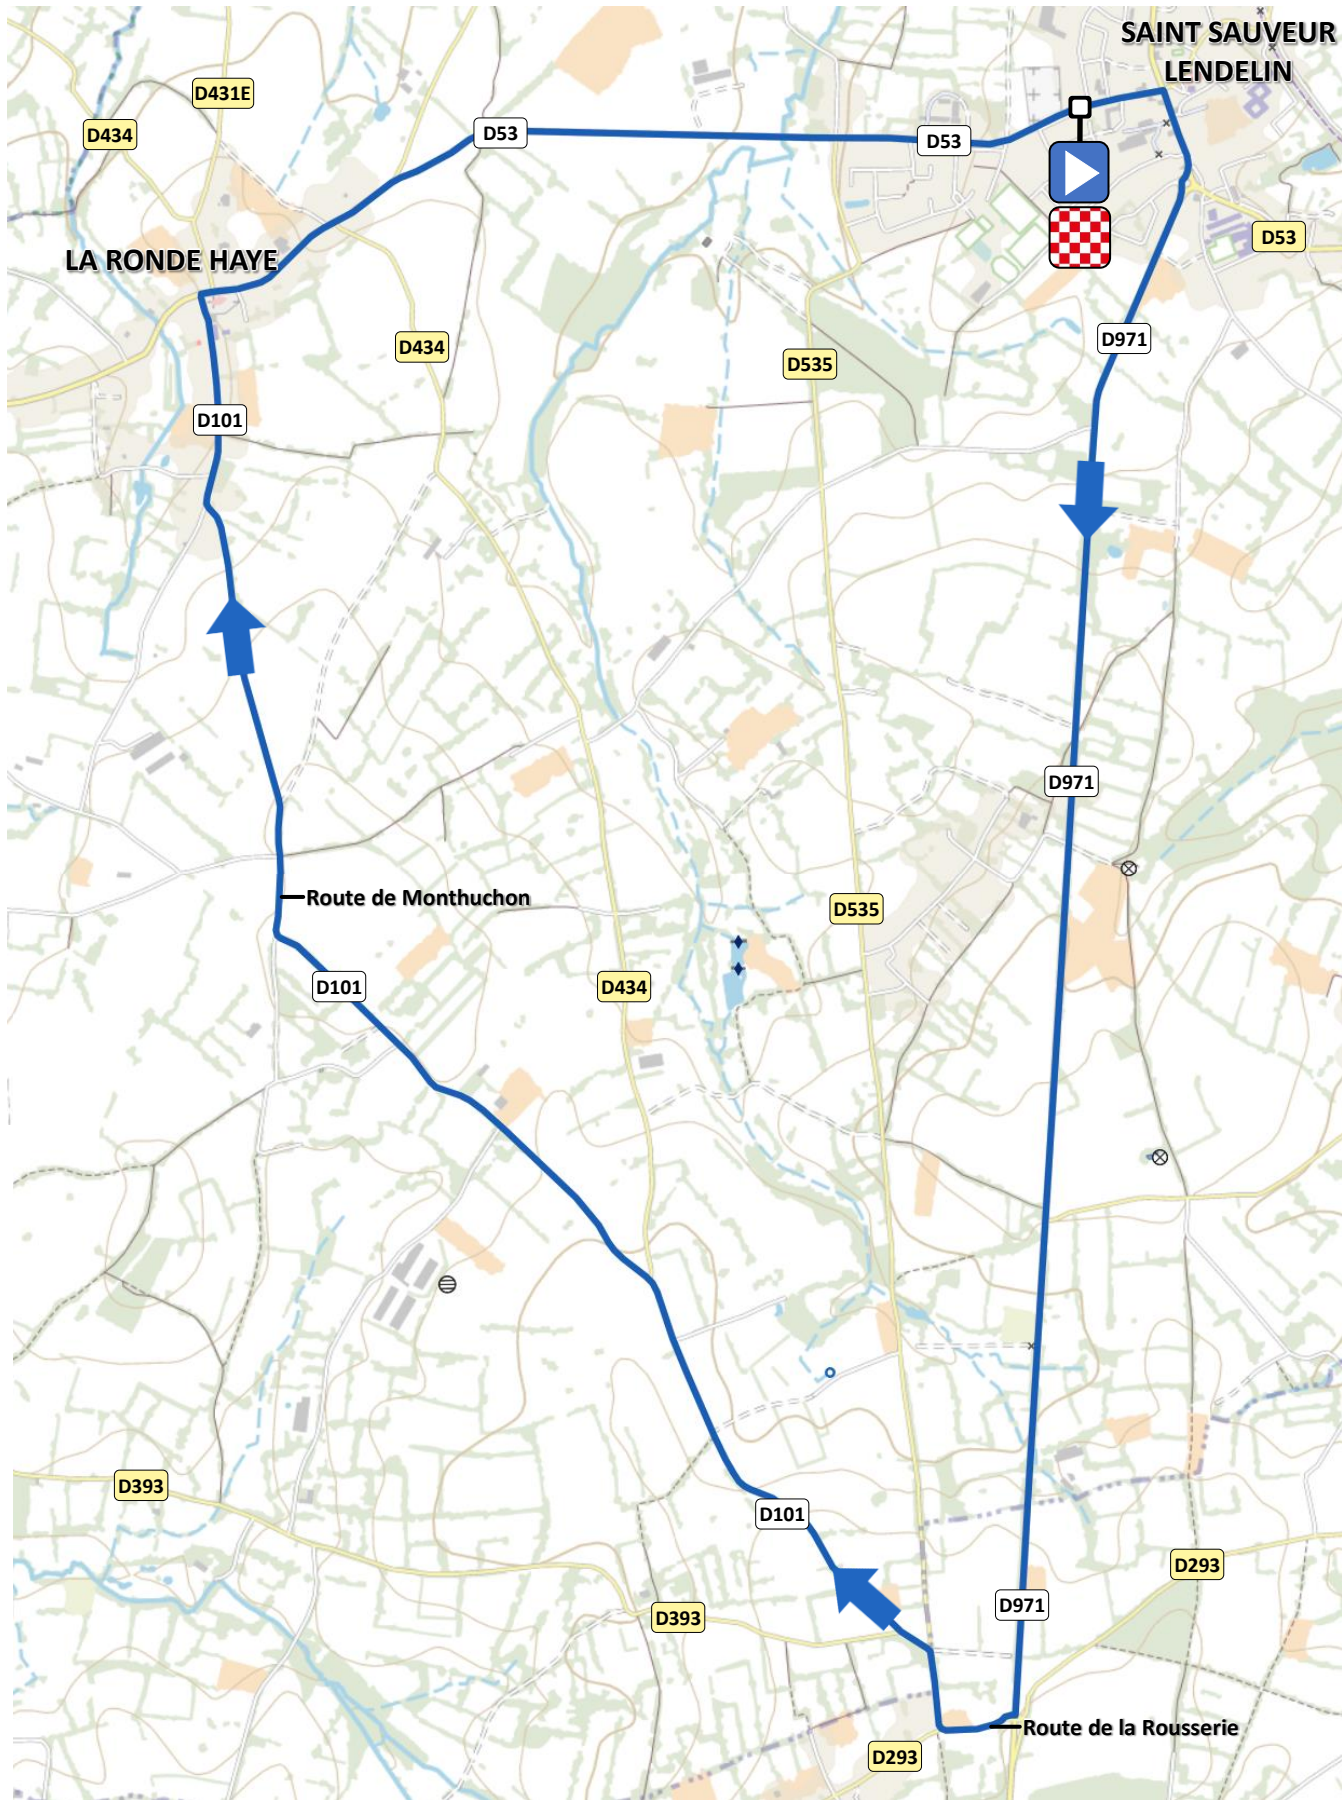 SAINT SAUVEUR
LENDELIN
D431E
D434
D53
D53
D53
LA RONDE HAYE
D971
D434
D535
D101
D971
Route de Monthuchon
D535
D101
D434
D393
D101
D293
D971
D393
Route de la Rousserie
D293